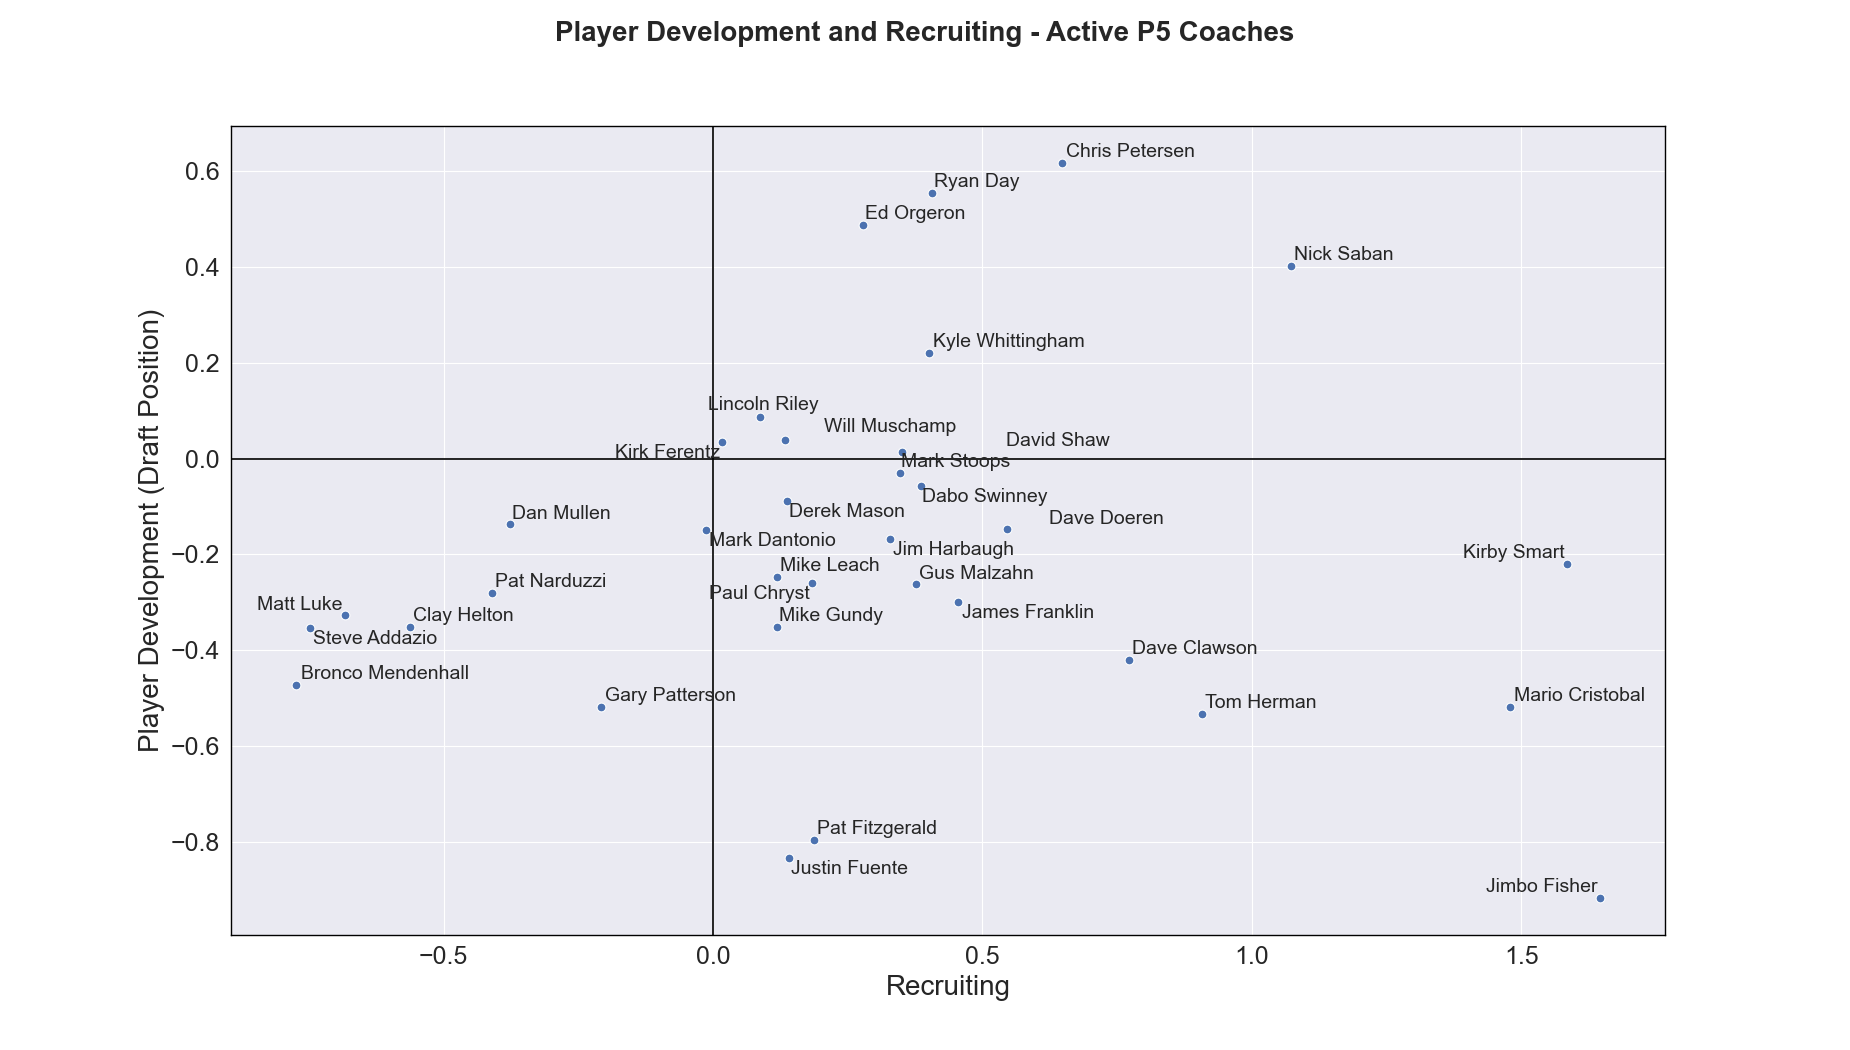 Player Development and Recruiting - Active P5 Coaches
Chris Petersen
0.6
Ryan Day
Ed Orgeron
Nick Saban
0.4
Kyle Whittingham
0.2
Lincoln Riley
Will Muschamp
David Shaw
Kirk Ferentz
0.0
Mark Stoops
Dabo Swinney
Derek Mason
Dan Mullen
Dave Doeren
Mark Dantonio
−0.2
Jim Harbaugh
Kirby Smart
Mike Leach
Gus Malzahn
Pat Narduzzi
Paul Chryst
Matt Luke
Clay Helton
Mike Gundy
James Franklin
Steve Addazio
−0.4
Dave Clawson
Bronco Mendenhall
Gary Patterson
Tom Herman
Mario Cristobal
−0.6
Pat Fitzgerald
−0.8
Justin Fuente
Jimbo Fisher
Player Development (Draft Position)
−0.5
0.0
0.5
1.0
1.5
Recruiting